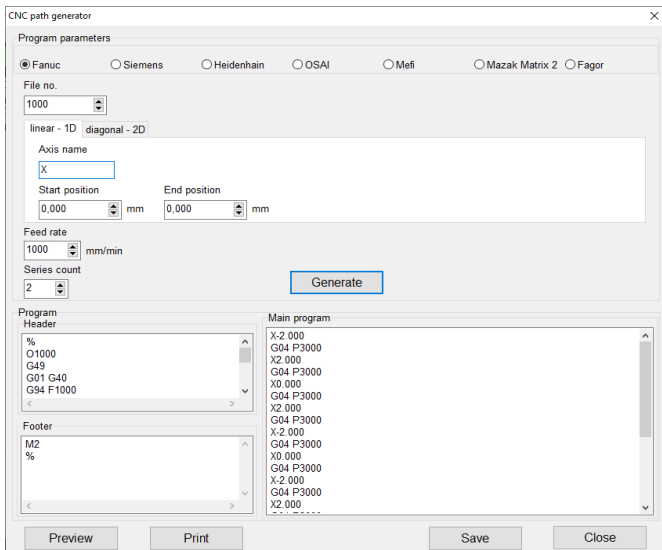 CNC path generator
Program parameters
Fanuc Siemens Heidenhain OSAI Mefi Mazak Matrix 2 Fagor
File no.
1000
linear - 1D diagonal - 2D
Axis name
X
Start position End position
0,000 mm 0,000 mm
Feed rate
1000 mm/min
Series count
2
Generate
Program
Header
%
O1000
G49
G01 G40
G94 F1000
Footer
M2
%
Main program
X-2.000
G04 P3000
X2.000
G04 P3000
X0.000
G04 P3000
X2.000
G04 P3000
X-2.000
G04 P3000
X0.000
G04 P3000
X-2.000
G04 P3000
X2.000
Preview Print Save Close